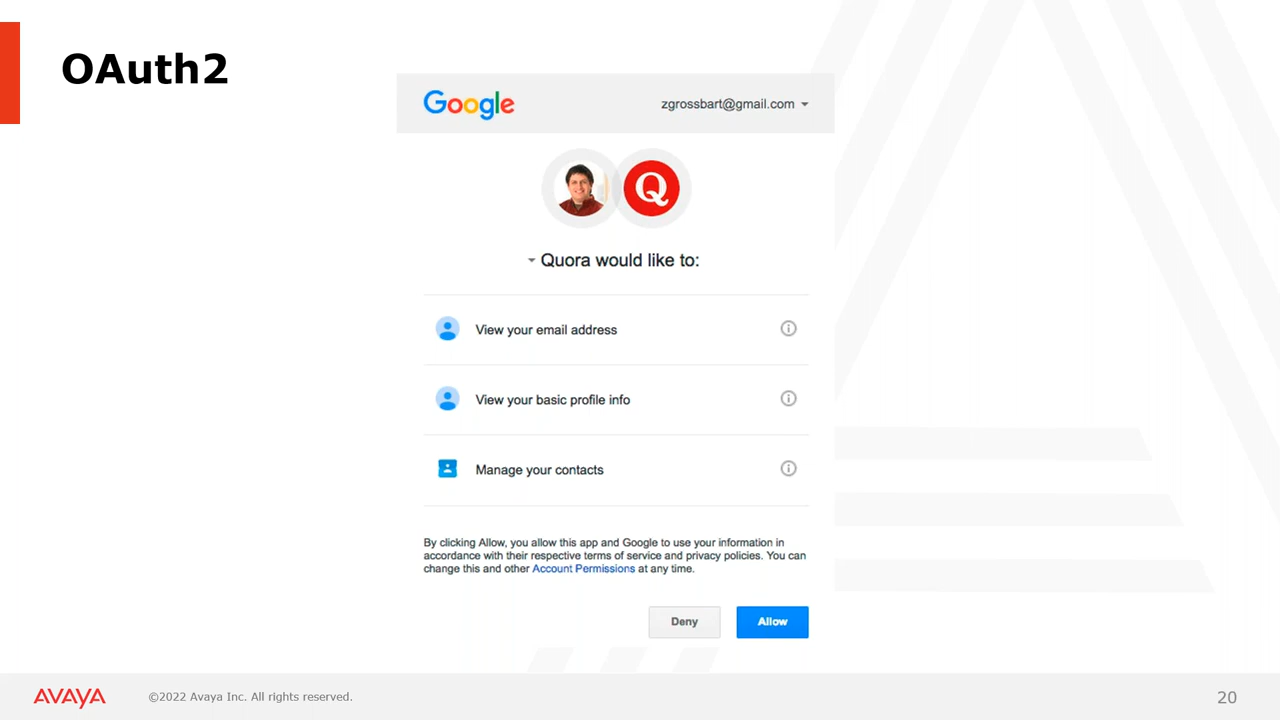 OAuth2
Google
zgrossbart@gmail.com
Q
Quora would like to:
View your email address
View your basic profile info
Manage your contacts
By clicking Allow, you allow this app and Google to use your information in
accordance with their respective terms of service and privacy policies. You can
change this and other Account Permissions at any time.
Deny
Allow
AVAYA
©2022 Avaya Inc. All rights reserved.
20